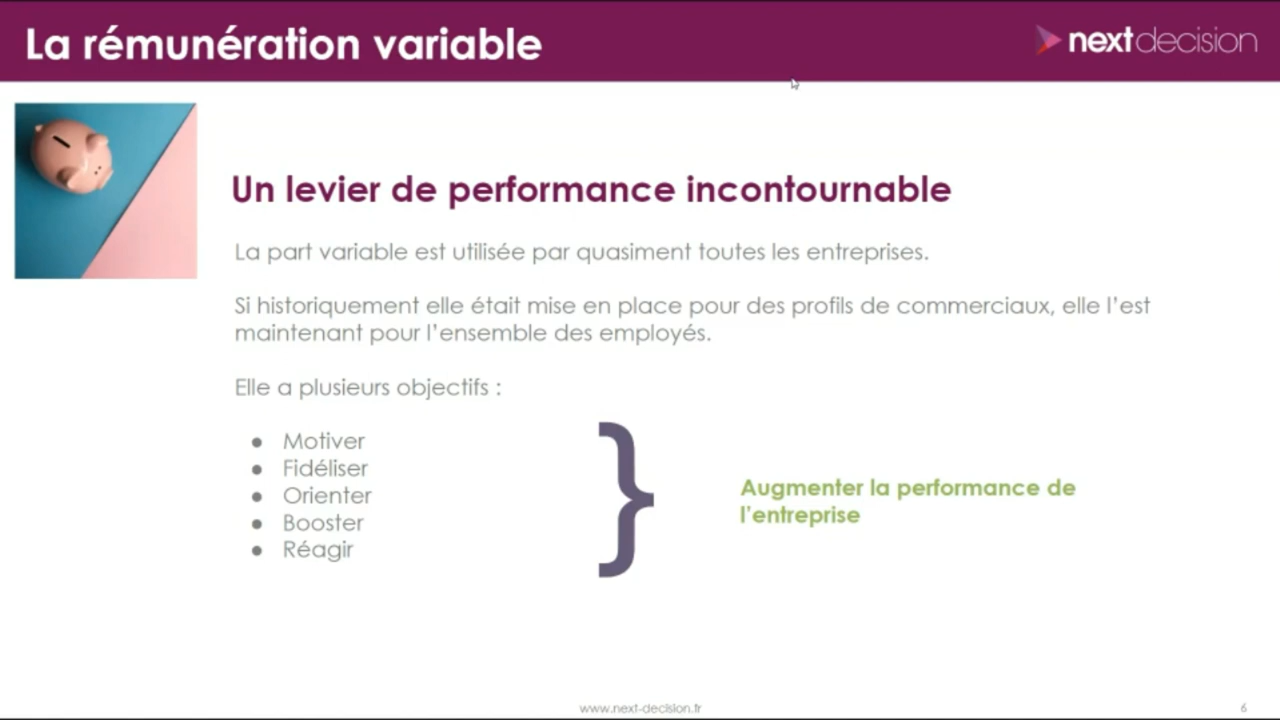 La rémunération variable
nextdecision
Un levier de performance incontournable
La part variable est utilisée par quasiment toutes les entreprises.
Si historiquement elle était mise en place pour des profils de commerciaux, elle l'est
maintenant pour l'ensemble des employés.
Elle a plusieurs objectifs :
● Motiver
● Fidéliser
● Orienter
● Booster
● Réagir
}
Augmenter la performance de
l'entreprise
www.next-decision.fr
6